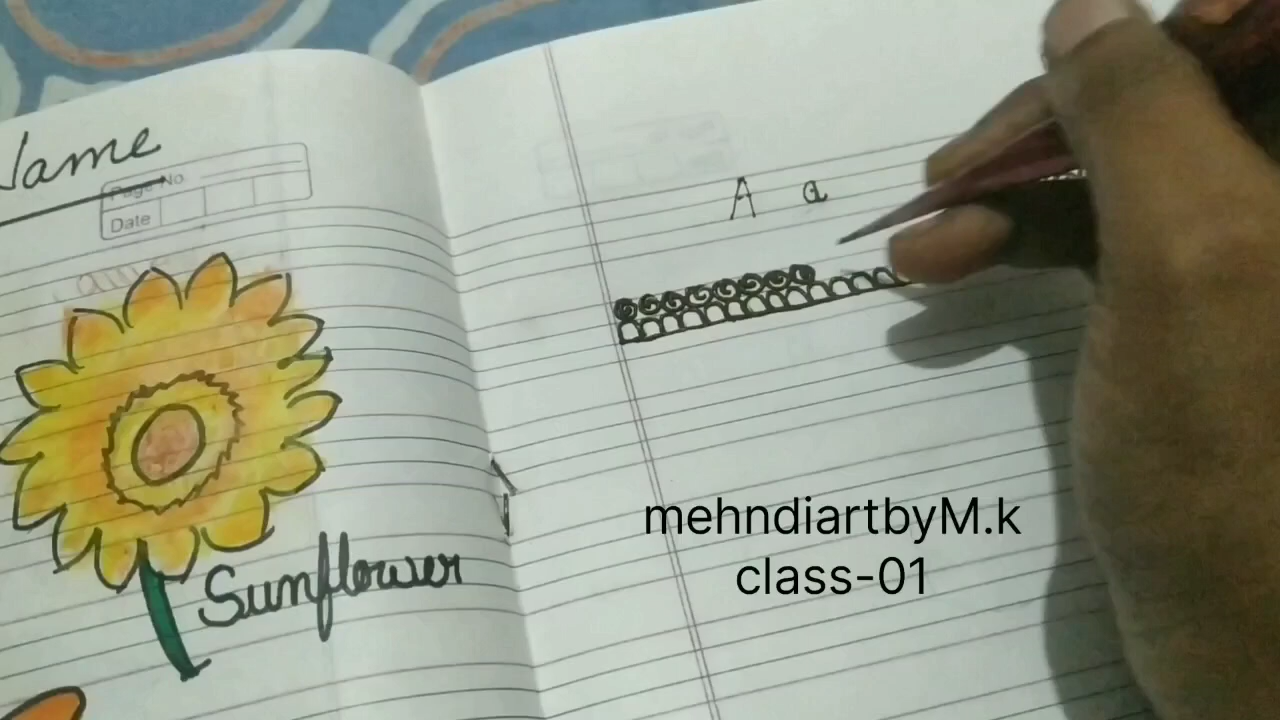 Name
Page No.
Date
A a
Sunflower
mehndiartbyM.k
class-01